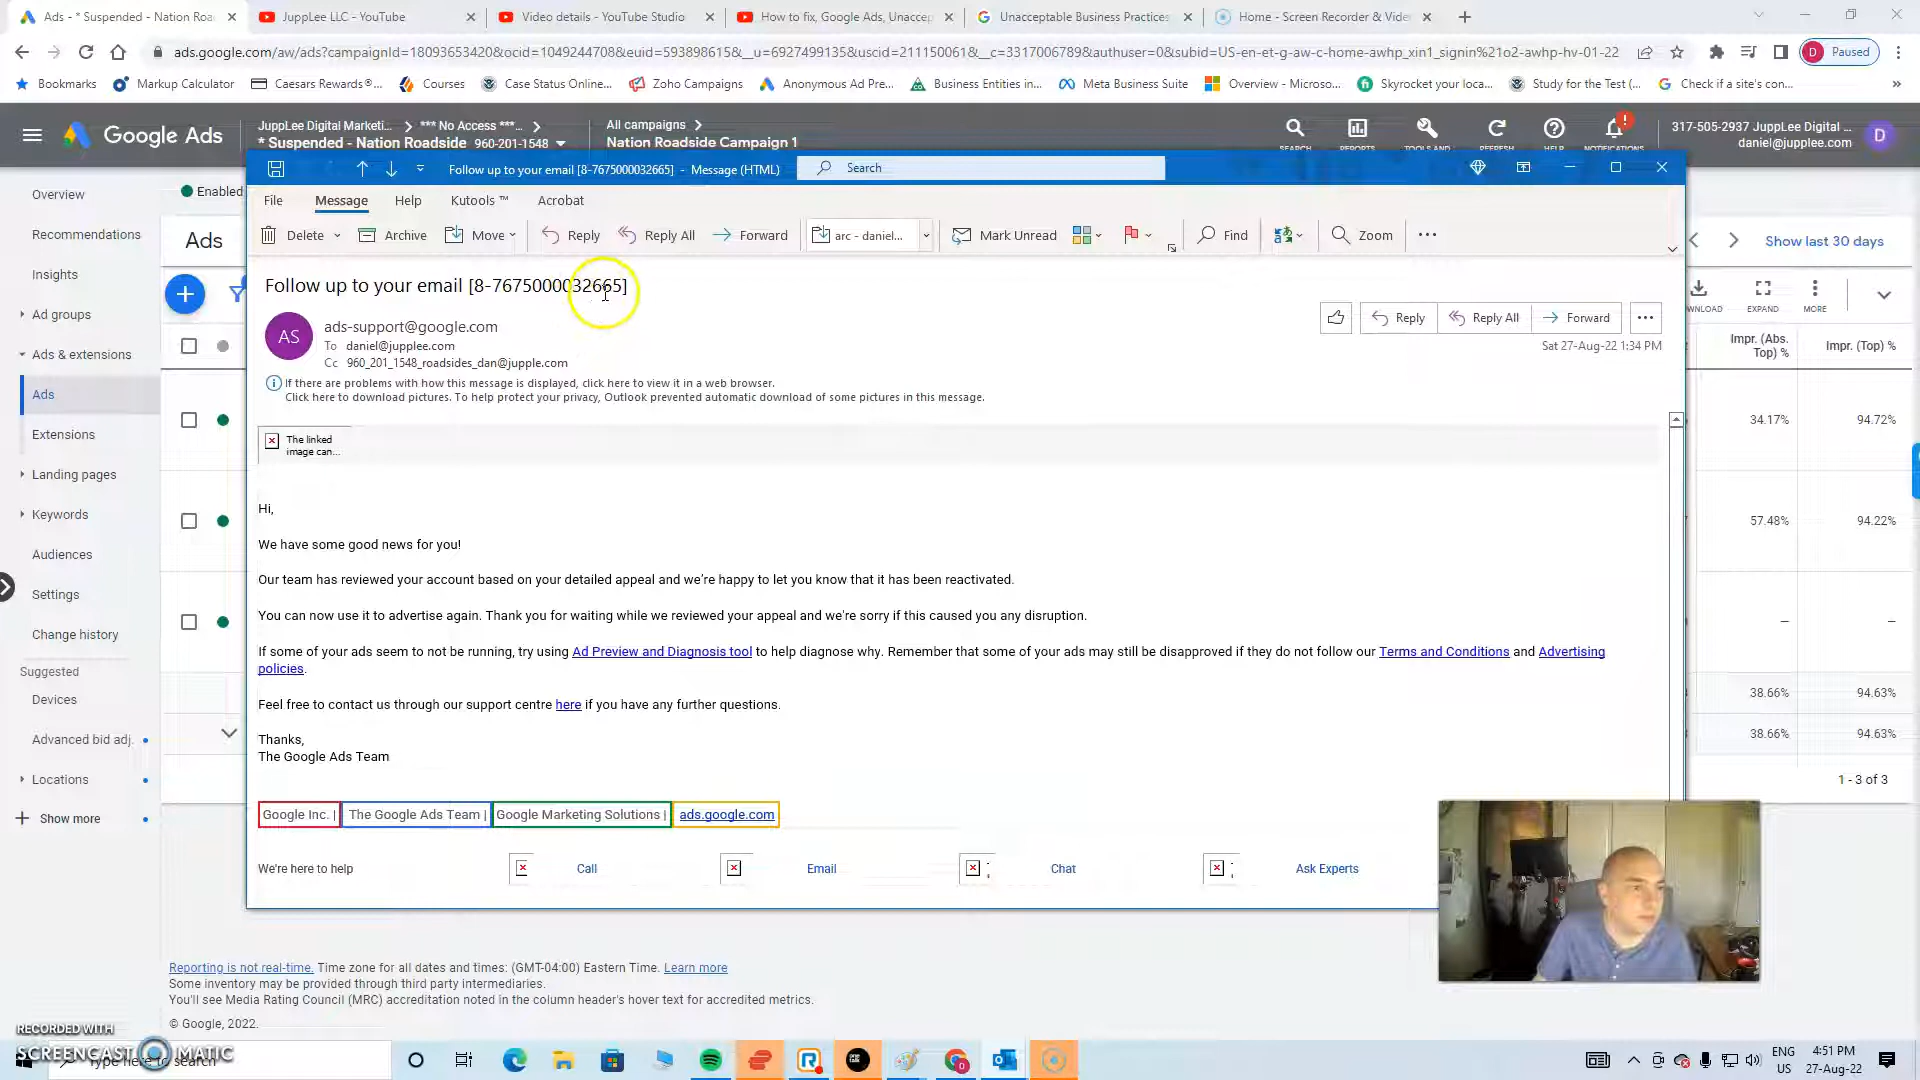 Ads - * Suspended - Nation Roa
JuppLee LLC - YouTube
Video details - YouTube Studio
How to fix, Google Ads, Unaccep
Unacceptable Business Practices
Home - Screen Recorder & Vide
ads.google.com/aw/ads?campaignId=18093653420&ocid=1049244708&euid=593898615&__u=6927499135&uscid=211150061&__c=3317006789&authuser=0&subid=US-en-et-g-aw-c-home-awhp_xin1_signin%21o2-awhp-hv-01-22
D
Paused
Bookmarks
Markup Calculator
Caesars Rewards®...
Courses
Case Status Online...
Zoho Campaigns
Anonymous Ad Pre...
Business Entities in...
Meta Business Suite
Overview - Microso...
Skyrocket your loca...
Study for the Test (...
Check if a site's con...
Google Ads
JuppLee Digital Marketi...
*** No Access ***...
* Suspended - Nation Roadside 960-201-1548
All campaigns
Nation Roadside Campaign 1
SEARCH
REPORTS
TOOLS AND
REFRESH
HELP
NOTIFICATIONS
317-505-2937 JuppLee Digital ...
daniel@jupplee.com
D
Overview
Recommendations
Insights
Ad groups
Ads & extensions
Ads
Extensions
Landing pages
Keywords
Audiences
Settings
Change history
Suggested
Devices
Advanced bid adj.
Locations
Show more
Enabled
Ads
Follow up to your email [8-7675000032665] - Message (HTML)
Search
File
Message
Help
Kutools ™
Acrobat
Delete
Archive
Move
Reply
Reply All
Forward
arc - daniel...
Mark Unread
Find
Zoom
Follow up to your email [8-7675000032665]
AS
ads-support@google.com
To daniel@jupplee.com
Cc 960_201_1548_roadsides_dan@jupple.com
Reply
Reply All
Forward
Sat 27-Aug-22 1:34 PM
If there are problems with how this message is displayed, click here to view it in a web browser.
Click here to download pictures. To help protect your privacy, Outlook prevented automatic download of some pictures in this message.
The linked
image can...
Hi,
We have some good news for you!
Our team has reviewed your account based on your detailed appeal and we're happy to let you know that it has been reactivated.
You can now use it to advertise again. Thank you for waiting while we reviewed your appeal and we're sorry if this caused you any disruption.
If some of your ads seem to not be running, try using Ad Preview and Diagnosis tool to help diagnose why. Remember that some of your ads may still be disapproved if they do not follow our Terms and Conditions and Advertising
policies.
Feel free to contact us through our support centre here if you have any further questions.
Thanks,
The Google Ads Team
Google Inc. |
The Google Ads Team |
Google Marketing Solutions |
ads.google.com
We're here to help
Call
Email
Chat
Ask Experts
Show last 30 days
WNLOAD
EXPAND
MORE
Impr. (Abs.
Top) %
Impr. (Top) %
34.17%
94.72%
57.48%
94.22%
–
–
38.66%
94.63%
38.66%
94.63%
1 - 3 of 3
Reporting is not real-time. Time zone for all dates and times: (GMT-04:00) Eastern Time. Learn more
Some inventory may be provided through third party intermediaries.
You'll see Media Rating Council (MRC) accreditation noted in the column header's hover text for accredited metrics.
© Google, 2022.
RECORDED WITH
SCREENCAST MATIC
Type here to search
ENG
US
4:51 PM
27-Aug-22